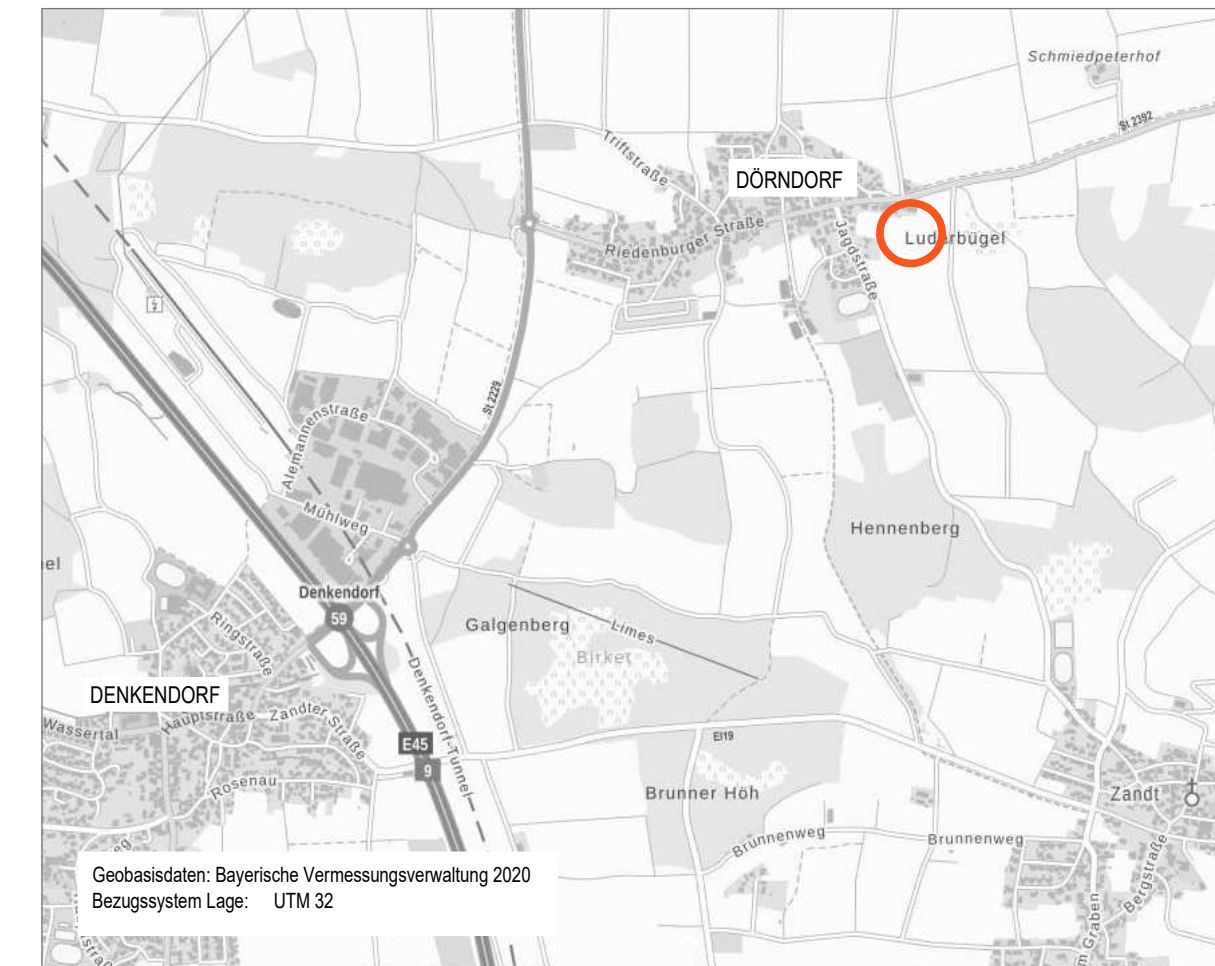 Schmiedpeterhof
St 2392
Triftstraße
DÖRNDORF
Riedenburger Straße
Jagdstraße
Luderbügel
St 2229
Alemannenstraße
Mühlweg
Hennenberg
Denkendorf
59
Galgenberg
Limes
Birket
Ringstraße
DENKENDORF
Hauptstraße
Zandter Straße
Wassertal
Denkendorf-Tunnel
E45
9
EI19
Rosenau
Brunner Höh
Zandt
Brunnenweg
Brunnenweg
Bergstraße
Geobasisdaten: Bayerische Vermessungsverwaltung 2020
Bezugssystem Lage: UTM 32
Graben